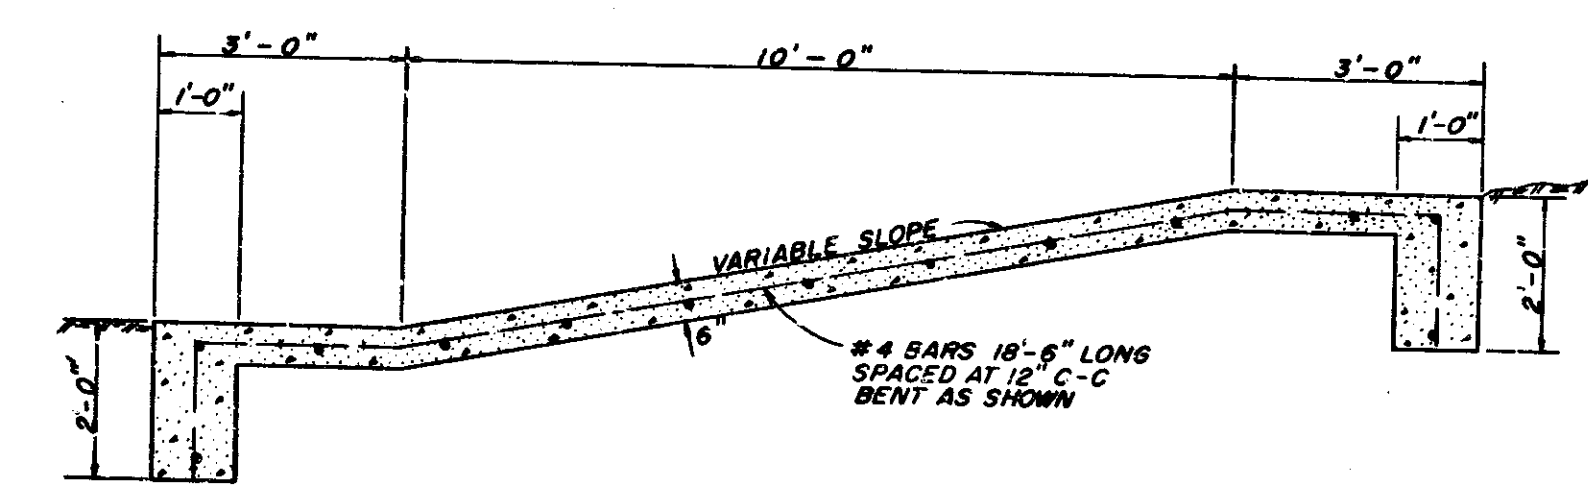 3'-0"
10'-0"
3'-0"
1'-0"
1'-0"
VARIABLE SLOPE
2'-0"
6"
#4 BARS 18'-6" LONG
SPACED AT 12" C-C
BENT AS SHOWN
2'-0"